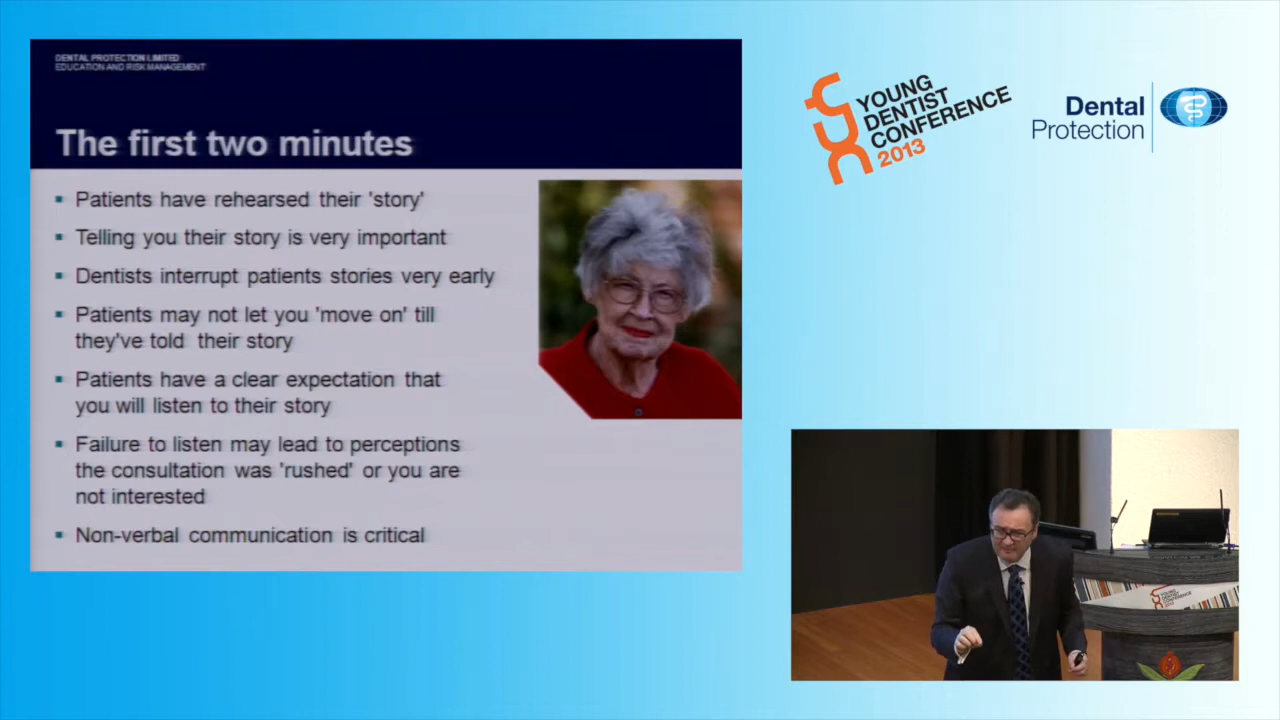 DENTAL PROTECTION LIMITED
EDUCATION AND RISK MANAGEMENT
The first two minutes
▪ Patients have rehearsed their 'story'
▪ Telling you their story is very important
▪ Dentists interrupt patients stories very early
▪ Patients may not let you 'move on' till
they've told their story
▪ Patients have a clear expectation that
you will listen to their story
▪ Failure to listen may lead to perceptions
the consultation was 'rushed' or you are
not interested
▪ Non-verbal communication is critical
YOUNG
DENTIST
CONFERENCE
2013
Dental
Protection
YOUNG
DENTIST
CONFERENCE
2013